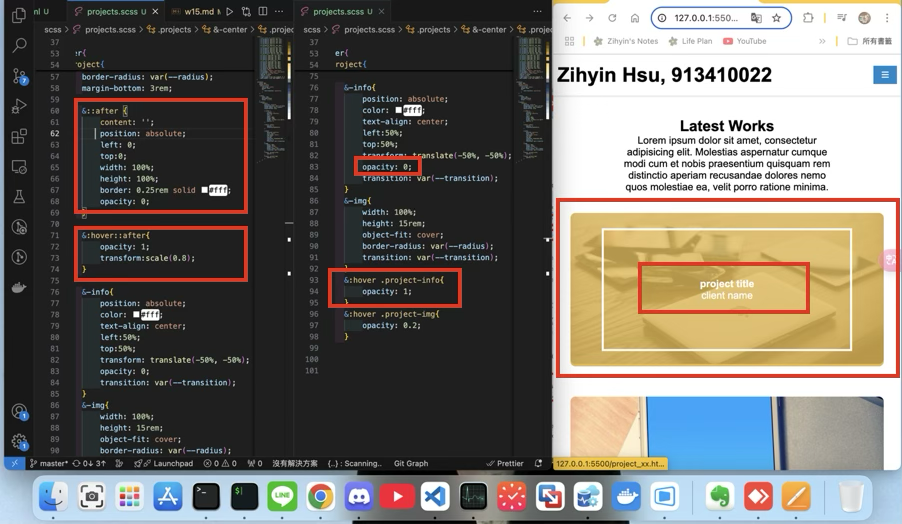 nl U
projects.scss U
w15.md M
projects.scss U
scss > projects.scss > .projects > &-center > .projec
scss > projects.scss > .projects > &-center > .projec
37
53 er{
54 roject{
57 border-radius: var(--radius);
58 margin-bottom: 3rem;
59
60 &::after {
61 content: '';
62 position: absolute;
63 left: 0;
64 top:0;
65 width: 100%;
66 height: 100%;
67 border: 0.25rem solid #fff;
68 opacity: 0;
69 }
70
71 &:hover::after{
72 opacity: 1;
73 transform:scale(0.8);
74 }
75
76 &-info{
77 position: absolute;
78 color: #fff;
79 text-align: center;
80 left:50%;
81 top:50%;
82 transform: translate(-50%, -50%);
83 opacity: 0;
84 transition: var(--transition);
85 }
86 &-img{
87 width: 100%;
88 height: 15rem;
89 object-fit: cover;
90 border-radius: var(--radius);
37
53 er{
54 roject{
75
76 &-info{
77 position: absolute;
78 color: #fff;
79 text-align: center;
80 left:50%;
81 top:50%;
82 transform: translate(-50%, -50%);
83 opacity: 0;
84 transition: var(--transition);
85 }
86 &-img{
87 width: 100%;
88 height: 15rem;
89 object-fit: cover;
90 border-radius: var(--radius);
91 transition: var(--transition);
92 }
93 &:hover .project-info{
94 opacity: 1;
95 }
96 &:hover .project-img{
97 opacity: 0.2;
98 }
99
100
101
master* 0↓ 3↑ Launchpad 0 0 0 沒有解決方案 {..} : Scanning.. Git Graph Prettier
127.0.0.1:550...
Zihyin's Notes Life Plan YouTube » 所有書籤
Zihyin Hsu, 913410022
Latest Works
Lorem ipsum dolor sit amet, consectetur
adipisicing elit. Molestias aspernatur cumque
modi cum et nobis praesentium quisquam rem
distinctio aperiam recusandae dolores nemo
quos molestiae ea, velit porro ratione minima.
project title
client name
127.0.0.1:5500/project_xx.ht...
LINE